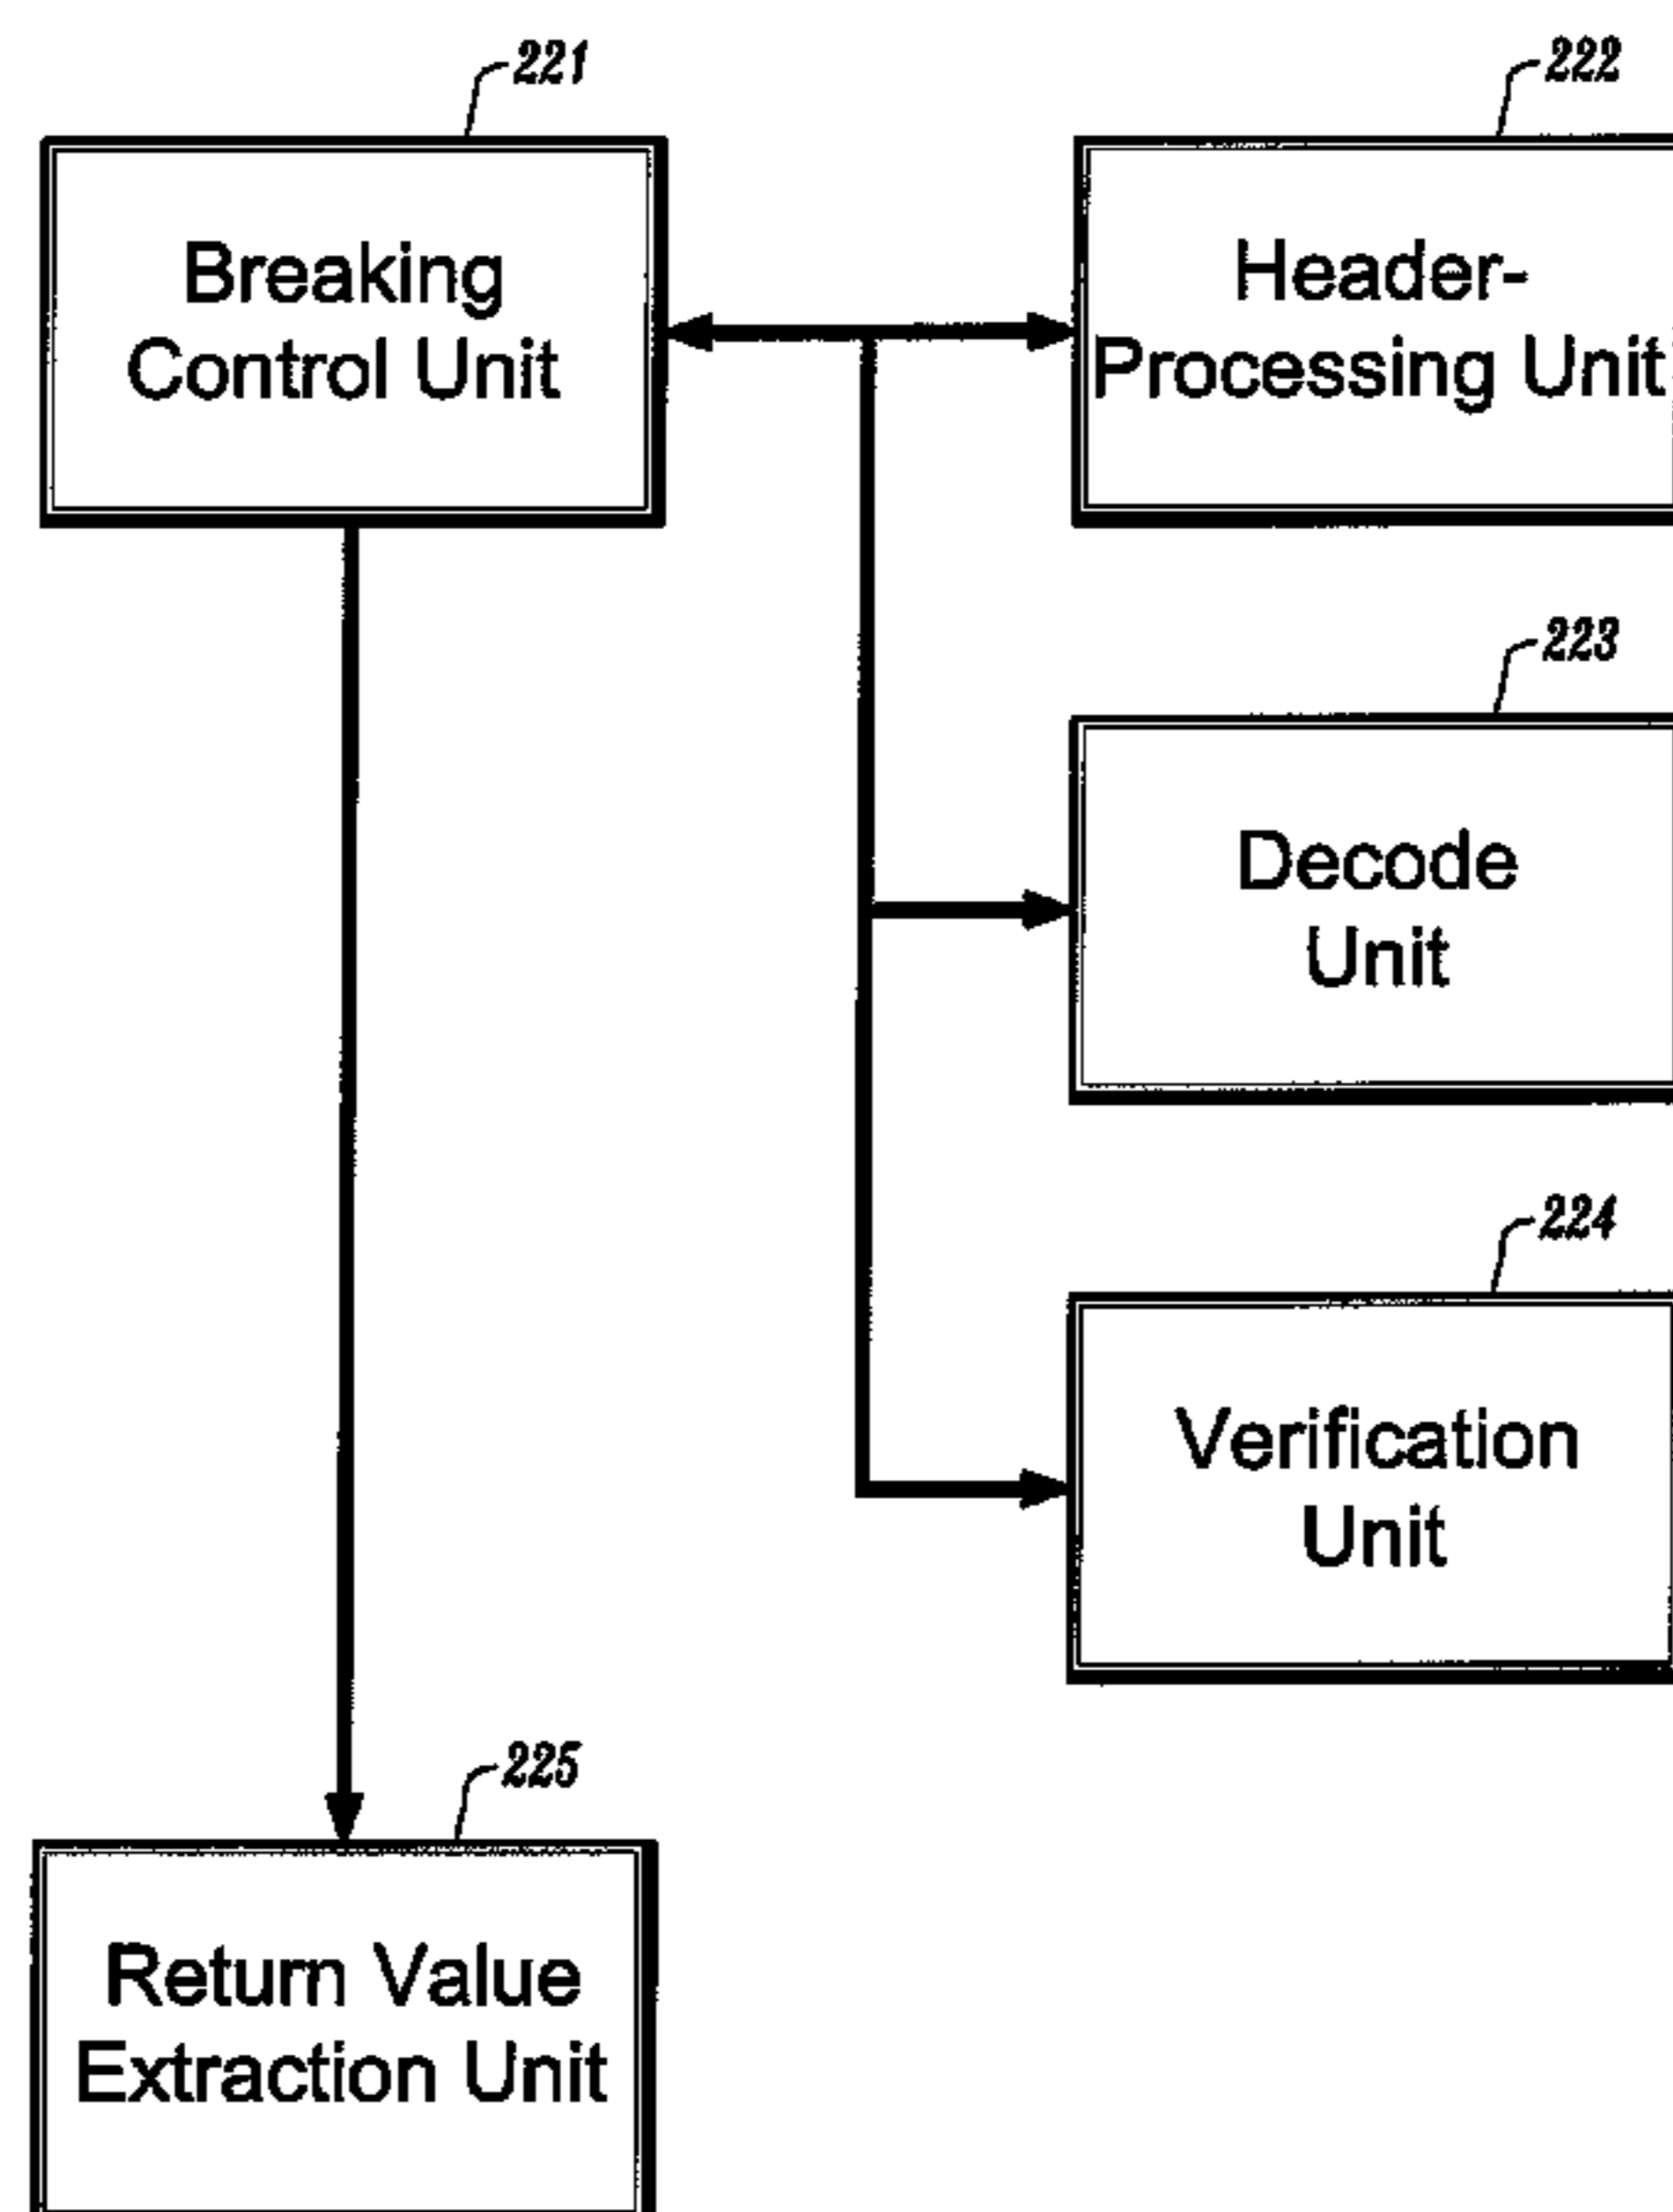 221
Breaking
Control Unit
222
Header-
Processing Unit
223
Decode
Unit
224
Verification
Unit
225
Return Value
Extraction Unit